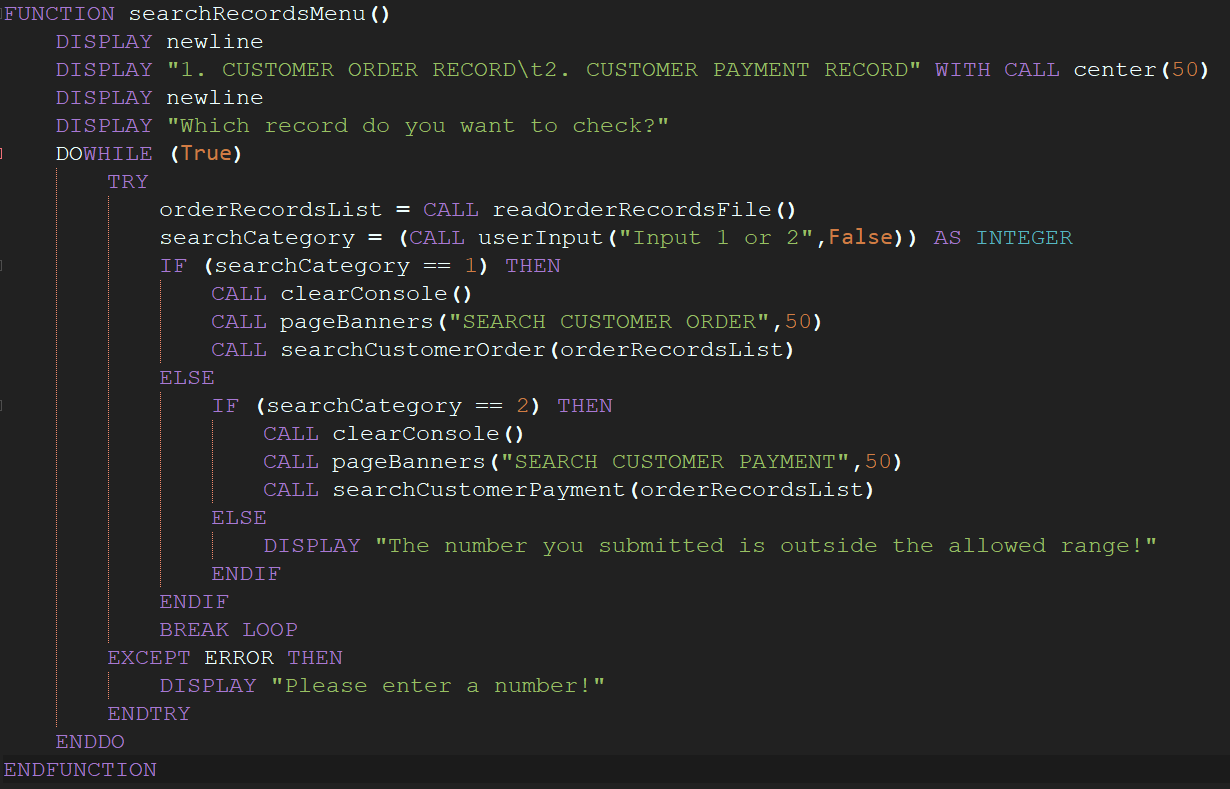 FUNCTION searchRecordsMenu()
    DISPLAY newline
    DISPLAY "1. CUSTOMER ORDER RECORD\t2. CUSTOMER PAYMENT RECORD" WITH CALL center(50)
    DISPLAY newline
    DISPLAY "Which record do you want to check?"
    DOWHILE (True)
        TRY
            orderRecordsList = CALL readOrderRecordsFile()
            searchCategory = (CALL userInput("Input 1 or 2",False)) AS INTEGER
            IF (searchCategory == 1) THEN
                CALL clearConsole()
                CALL pageBanners("SEARCH CUSTOMER ORDER",50)
                CALL searchCustomerOrder(orderRecordsList)
            ELSE
                IF (searchCategory == 2) THEN
                    CALL clearConsole()
                    CALL pageBanners("SEARCH CUSTOMER PAYMENT",50)
                    CALL searchCustomerPayment(orderRecordsList)
                ELSE
                    DISPLAY "The number you submitted is outside the allowed range!"
                ENDIF
            ENDIF
            BREAK LOOP
        EXCEPT ERROR THEN
            DISPLAY "Please enter a number!"
        ENDTRY
    ENDDO
ENDFUNCTION